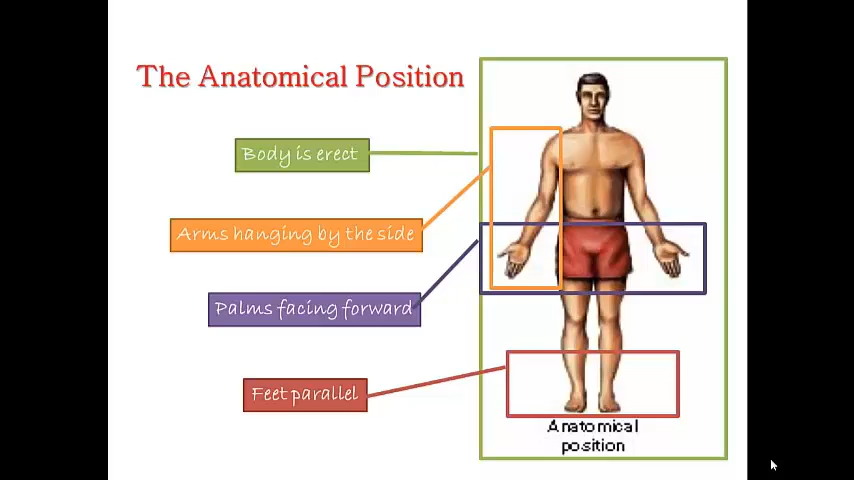 The Anatomical Position
Body is erect
Arms hanging by the side
Palms facing forward
Feet parallel
Anatomical
position